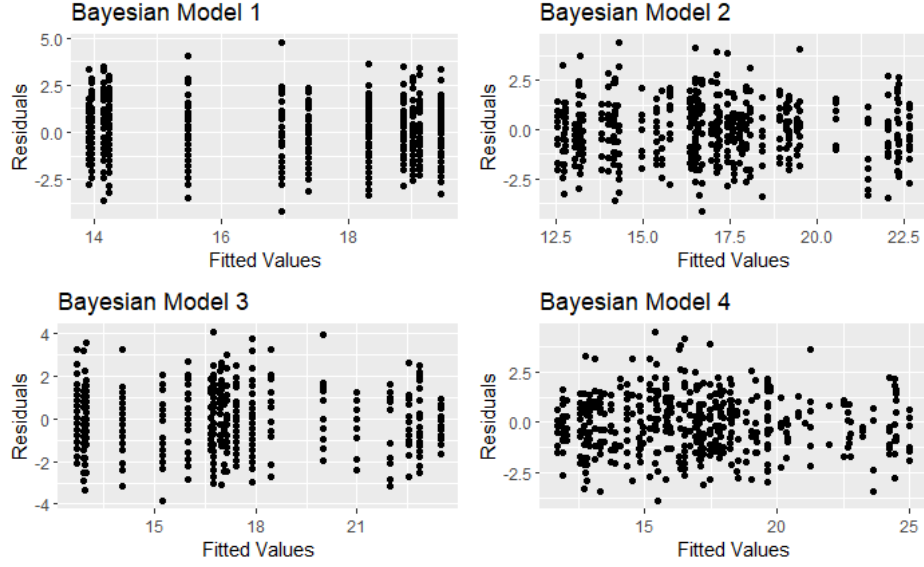 Bayesian Model 1
Residuals
5.0
2.5
0.0
-2.5
14 16 18
Fitted Values
Bayesian Model 2
Residuals
2.5
0.0
-2.5
12.5 15.0 17.5 20.0 22.5
Fitted Values
Bayesian Model 3
Residuals
4
2
0
-2
-4
15 18 21
Fitted Values
Bayesian Model 4
Residuals
2.5
0.0
-2.5
15 20 25
Fitted Values